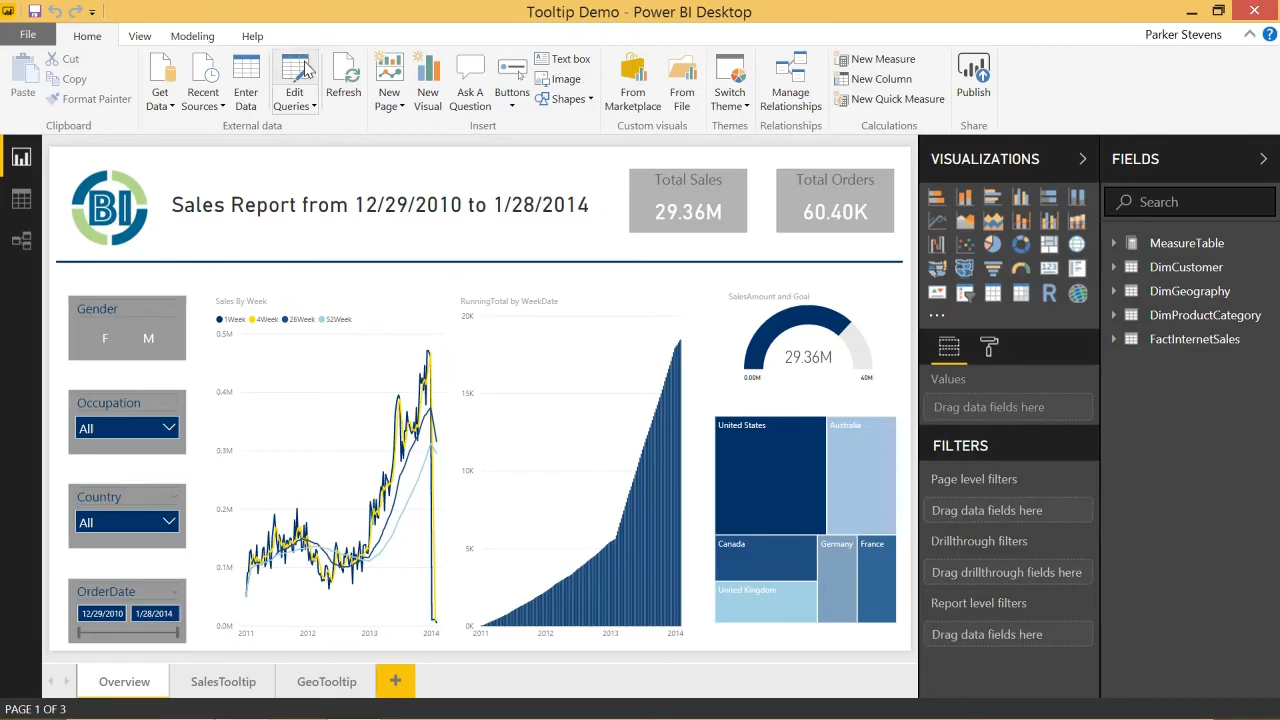 Tooltip Demo - Power BI Desktop
File
Home
View
Modeling
Help
Parker Stevens
Paste
Cut
Copy
Format Painter
Clipboard
Get Data
Recent Sources
Enter Data
Edit Queries
Refresh
External data
New Page
New Visual
Ask A Question
Buttons
Text box
Image
Shapes
Insert
From Marketplace
From File
Custom visuals
Switch Theme
Themes
Manage Relationships
Relationships
New Measure
New Column
New Quick Measure
Calculations
Publish
Share
BI
Sales Report from 12/29/2010 to 1/28/2014
Total Sales
29.36M
Total Orders
60.40K
Gender
F M
Occupation
All
Country
All
OrderDate
12/29/2010 1/28/2014
Sales By Week
1Week 4Week 26Week 52Week
0.5M
0.4M
0.3M
0.2M
0.1M
0.0M
2011 2012 2013 2014
RunningTotal by WeekDate
20K
15K
10K
5K
0K
2011 2012 2013 2014
SalesAmount and Goal
29.36M
0.00M 40M
United States
Australia
Canada
Germany
France
United Kingdom
VISUALIZATIONS
R
123
Values
Drag data fields here
FILTERS
Page level filters
Drag data fields here
Drillthrough filters
Drag drillthrough fields here
Report level filters
Drag data fields here
FIELDS
Search
MeasureTable
DimCustomer
DimGeography
DimProductCategory
FactInternetSales
Overview
SalesTooltip
GeoTooltip
PAGE 1 OF 3